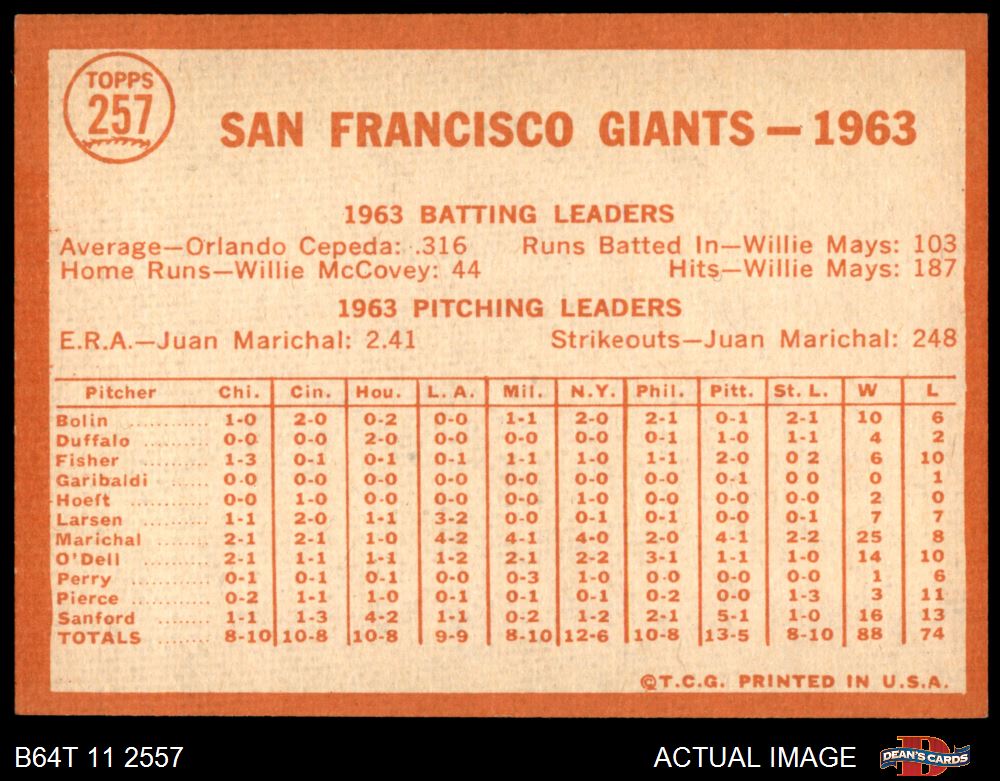 TOPPS
257
SAN FRANCISCO GIANTS — 1963
1963 BATTING LEADERS
Average—Orlando Cepeda: .316 Runs Batted In—Willie Mays: 103
Home Runs—Willie McCovey: 44 Hits—Willie Mays: 187
1963 PITCHING LEADERS
E.R.A.—Juan Marichal: 2.41 Strikeouts—Juan Marichal: 248
Pitcher Chi. Cin. Hou. L.A. Mil. N.Y. Phil. Pitt. St. L. W L
Bolin ........... 1-0 2-0 0-2 0-0 1-1 2-0 2-1 0-1 2-1 10 6
Duffalo ........ 0-0 0-0 2-0 0-0 0-0 0-0 0-1 1-0 1-1 4 2
Fisher ......... 1-3 0-1 0-1 0-1 1-1 1-0 1-1 2-0 0 2 6 10
Garibaldi ...... 0-0 0-0 0-0 0-0 0-0 0-0 0-0 0-1 0 0 0 1
Hoeft .......... 0-0 1-0 0-0 0-0 0-0 1-0 0-0 0-0 0-0 2 0
Larsen ......... 1-1 2-0 1-1 3-2 0-0 0-1 0-1 0-0 0-1 7 7
Marichal ....... 2-1 2-1 1-0 4-2 4-1 4-0 2-0 4-1 2-2 25 8
O'Dell ......... 2-1 1-1 1-1 1-2 2-1 2-2 3-1 1-1 1-0 14 10
Perry .......... 0-1 0-1 0-1 0-0 0-3 1-0 0-0 0-0 0-0 1 6
Pierce ......... 0-2 1-1 1-0 0-1 0-1 0-1 0-2 0-0 1-3 3 11
Sanford ........ 1-1 1-3 4-2 1-1 0-2 1-2 2-1 5-1 1-0 16 13
TOTALS 8-10 10-8 10-8 9-9 8-10 12-6 10-8 13-5 8-10 88 74
©T.C.G. PRINTED IN U.S.A.
B64T 11 2557 ACTUAL IMAGE DEAN'S CARDS